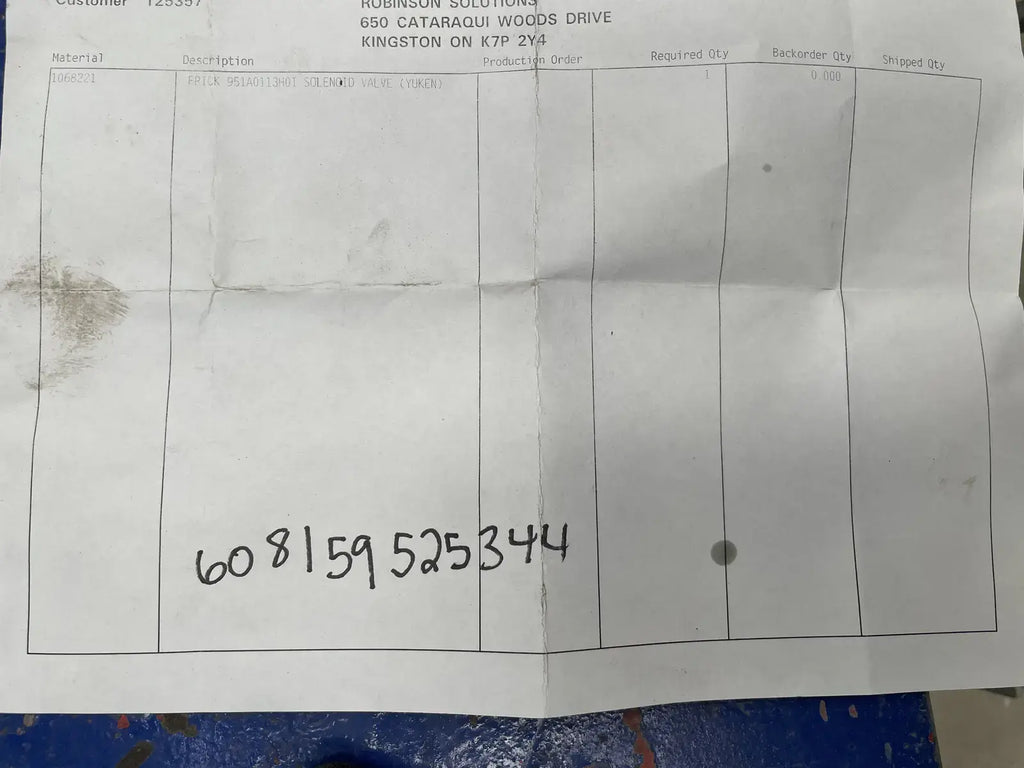 Customer 125357
ROBINSON SOLUTIONS
650 CATARAQUI WOODS DRIVE
KINGSTON ON K7P 2Y4
Material Description Production Order Required Qty Backorder Qty Shipped Qty
1068221 FRICK 951A0113H01 SOLENOID VALVE (YUKEN) 1 0.000
608159525344